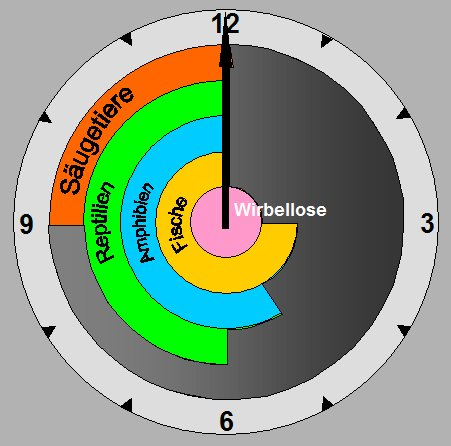 12
Säugetiere
Reptilien
Amphibien
Fische
Wirbellose
9
3
6